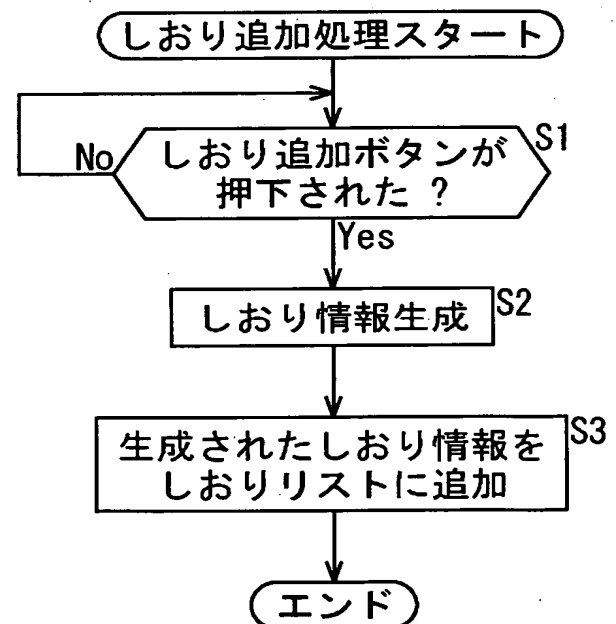 しおり追加処理スタート
しおり追加ボタンが
押下された ?
S1
No
Yes
しおり情報生成
S2
生成されたしおり情報を
しおりリストに追加
S3
エンド